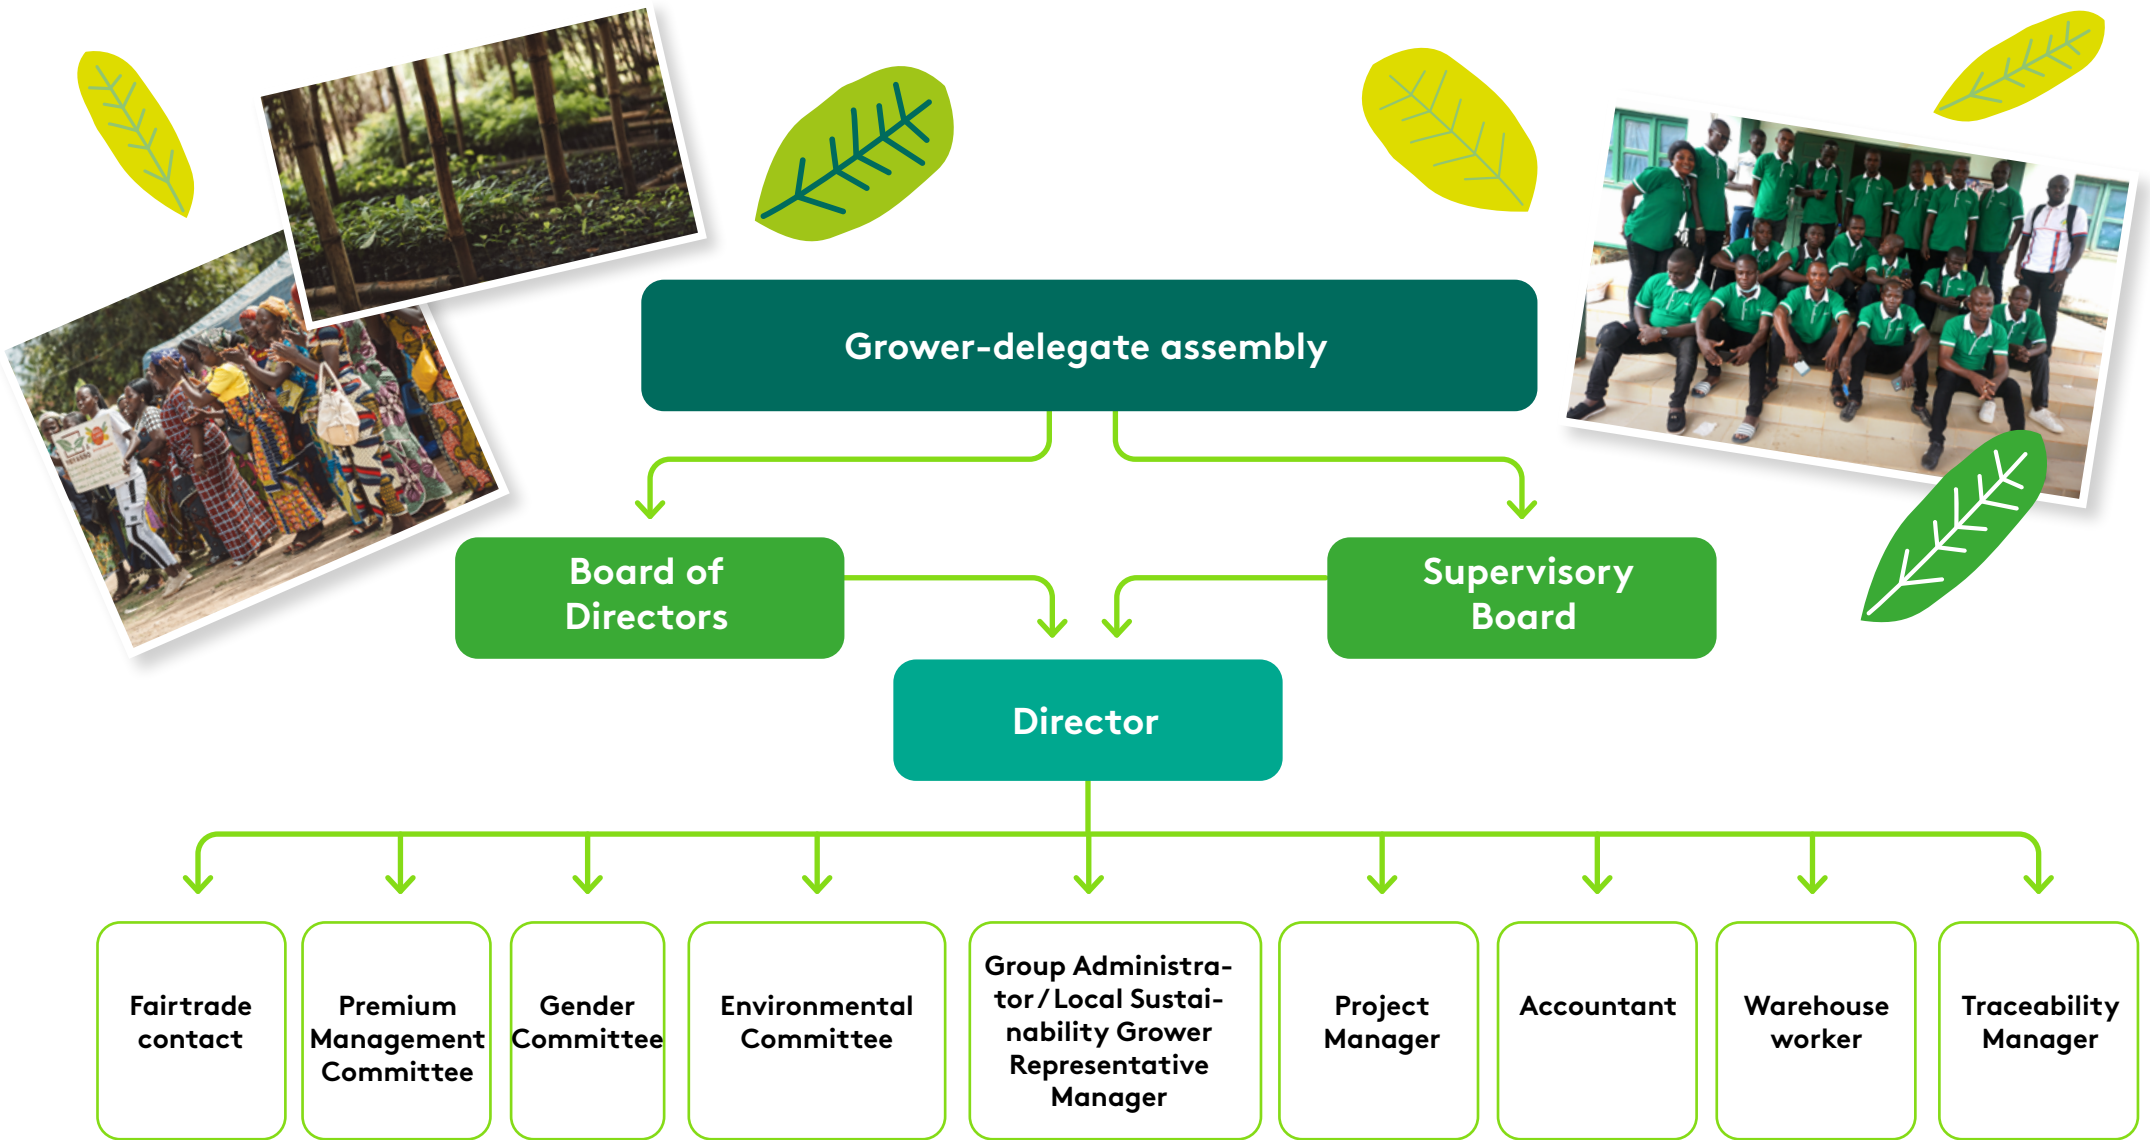 Grower-delegate assembly
Board of
Directors
Supervisory
Board
Director
Fairtrade
contact
Premium
Management
Committee
Gender
Committee
Environmental
Committee
Group Administra-
tor / Local Sustai-
nability Grower
Representative
Manager
Project
Manager
Accountant
Warehouse
worker
Traceability
Manager